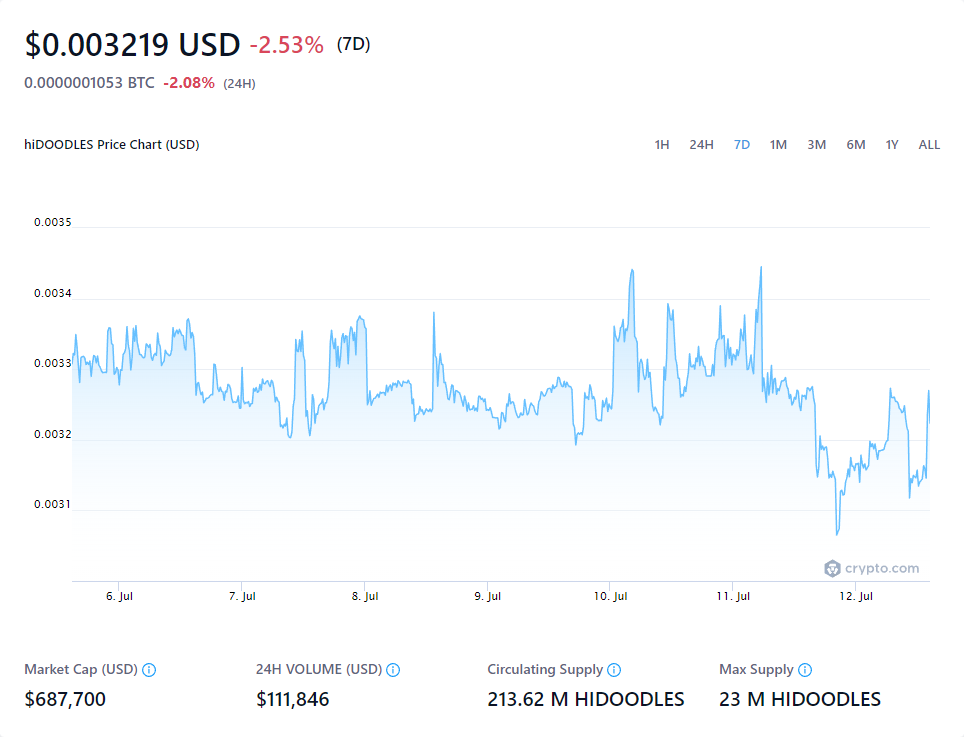 $0.003219 USD -2.53% (7D)
0.0000001053 BTC -2.08% (24H)
hiDOODLES Price Chart (USD) 1H 24H 7D 1M 3M 6M 1Y ALL
0.0035
0.0034
0.0033
0.0032
0.0031
crypto.com
6. Jul 7. Jul 8. Jul 9. Jul 10. Jul 11. Jul 12. Jul
Market Cap (USD) 24H VOLUME (USD) Circulating Supply Max Supply
$687,700 $111,846 213.62 M HIDOODLES 23 M HIDOODLES